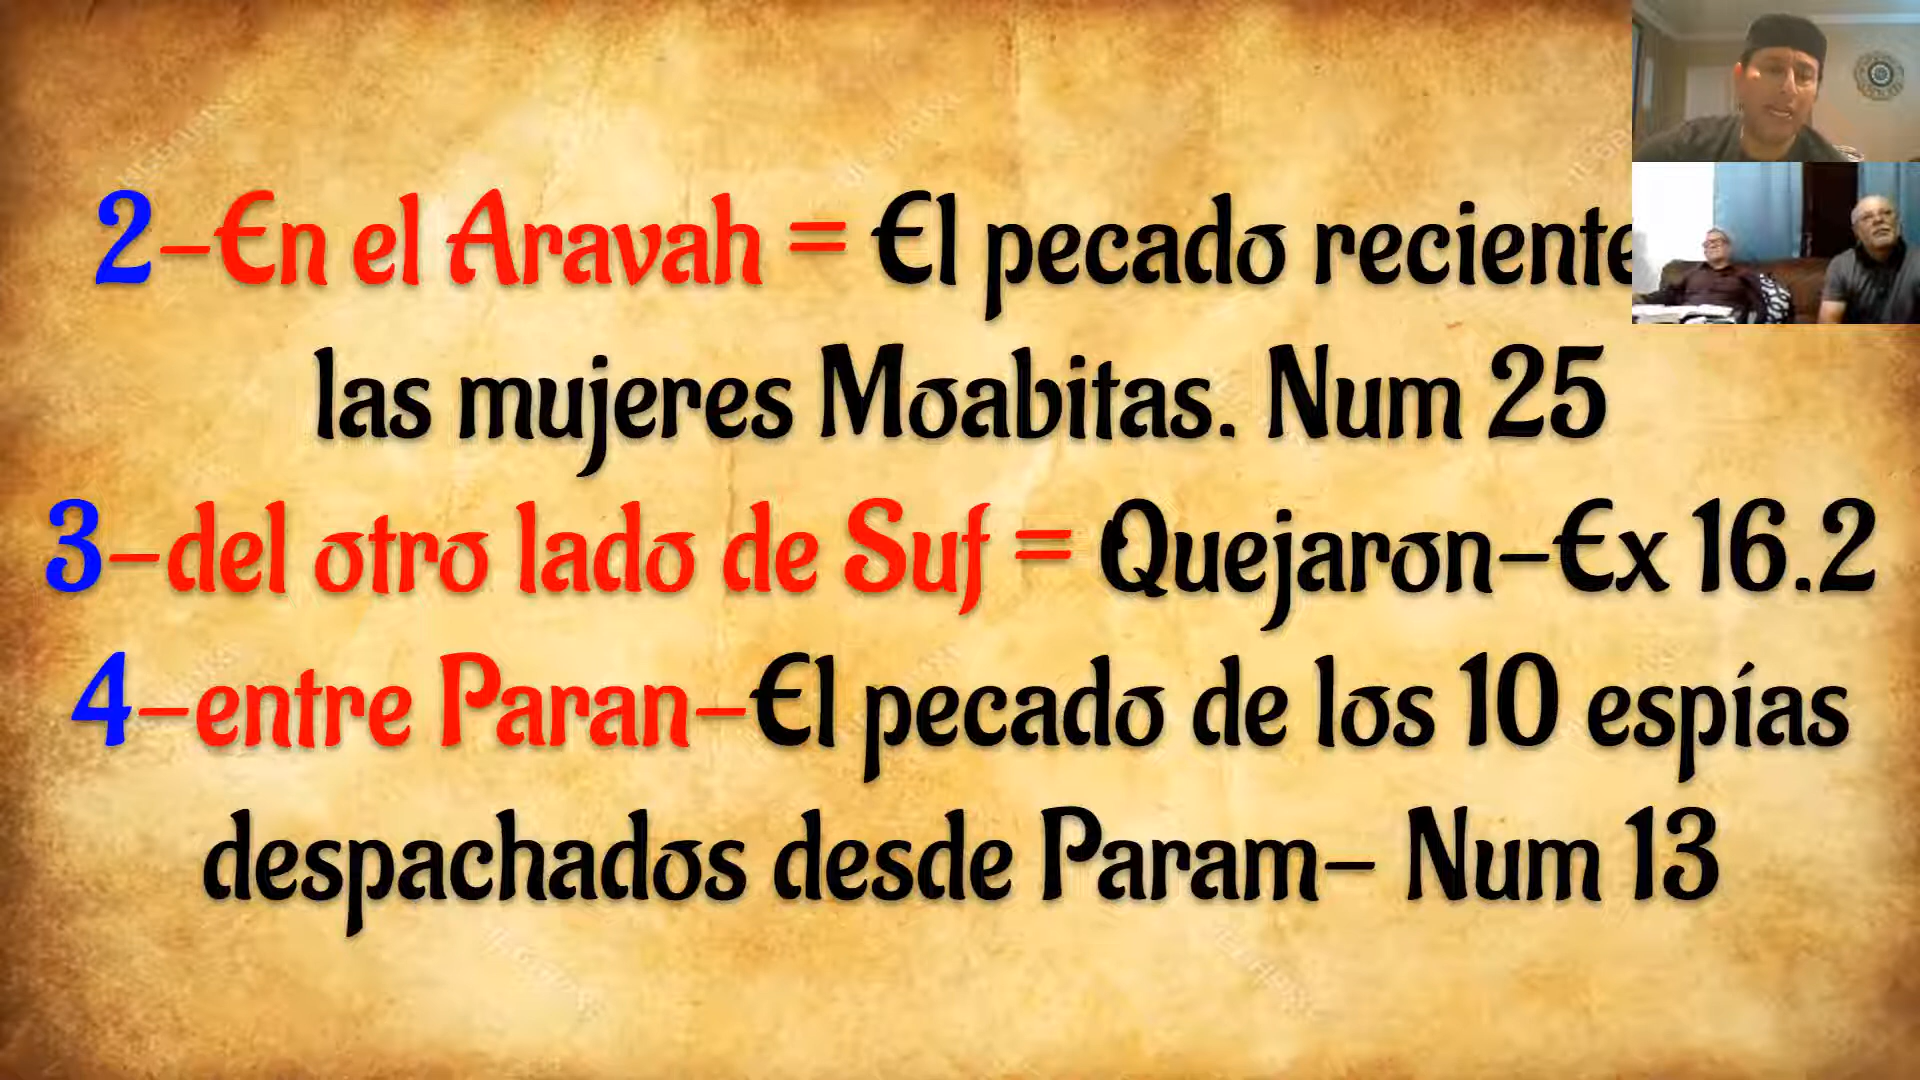 2-En el Aravah = El pecado reciente
las mujeres Moabitas. Num 25
3-del otro lado de Suf = Quejaron-Ex 16.2
4-entre Paran-El pecado de los 10 espías
despachados desde Param- Num 13